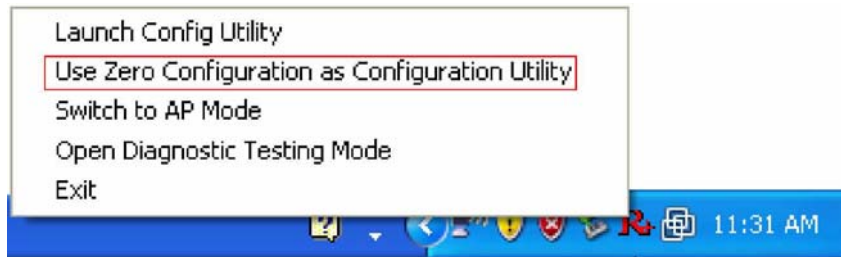 Launch Config Utility
Use Zero Configuration as Configuration Utility
Switch to AP Mode
Open Diagnostic Testing Mode
Exit
11:31 AM